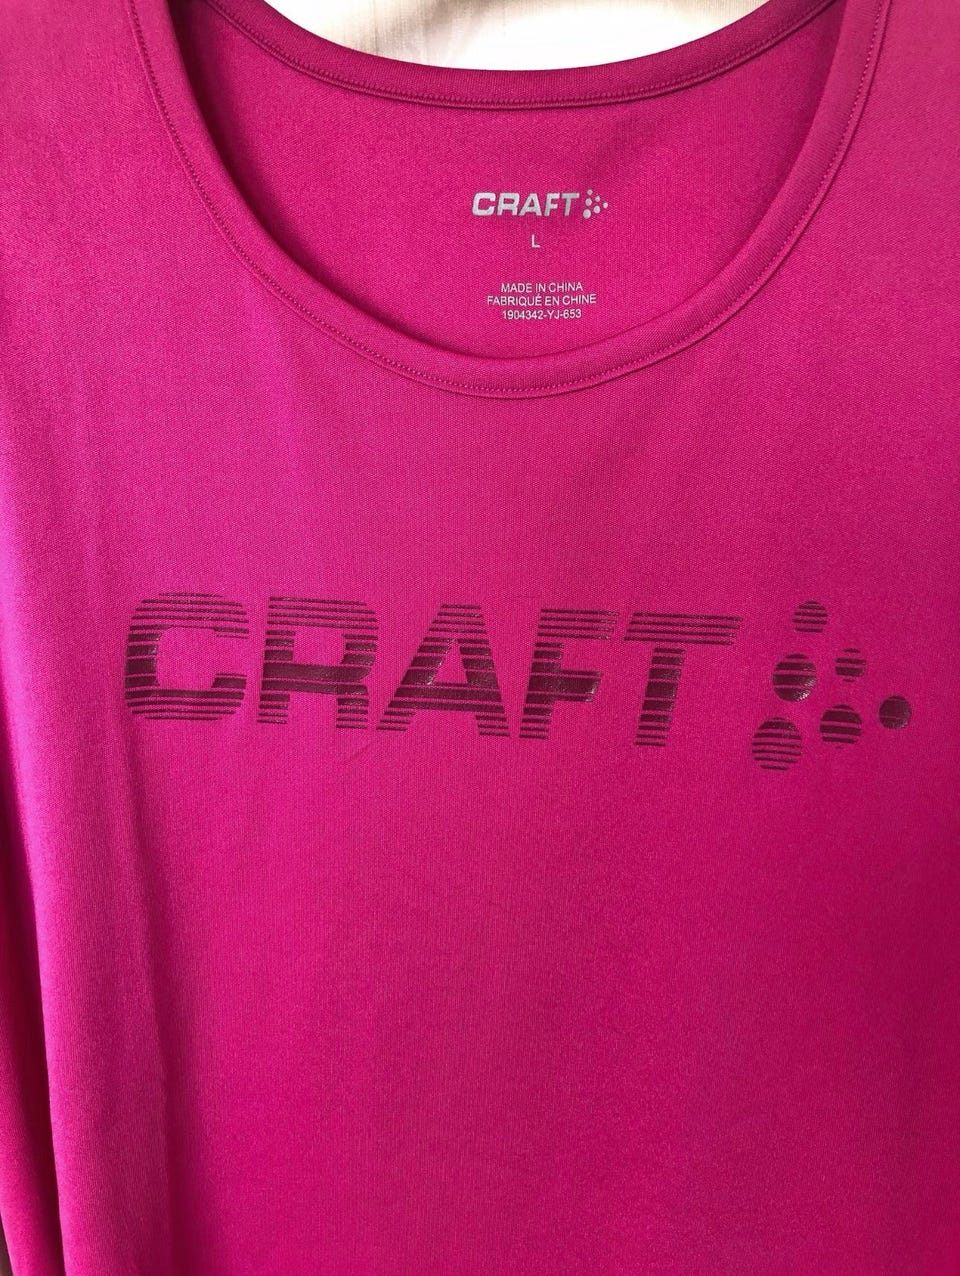 CRAFT
L
MADE IN CHINA
FABRIQUÉ EN CHINE
1904342-YJ-653
CRAFT